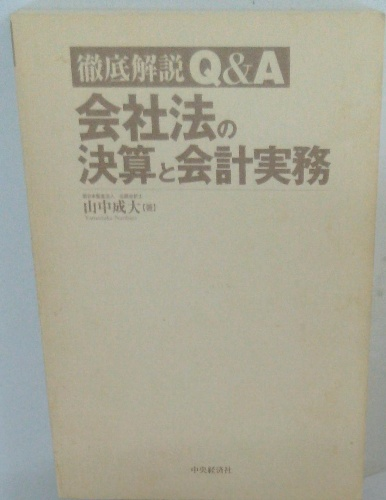 徹底解説 Q&A
会社法の
決算と会計実務
山中成大[著]
中央経済社